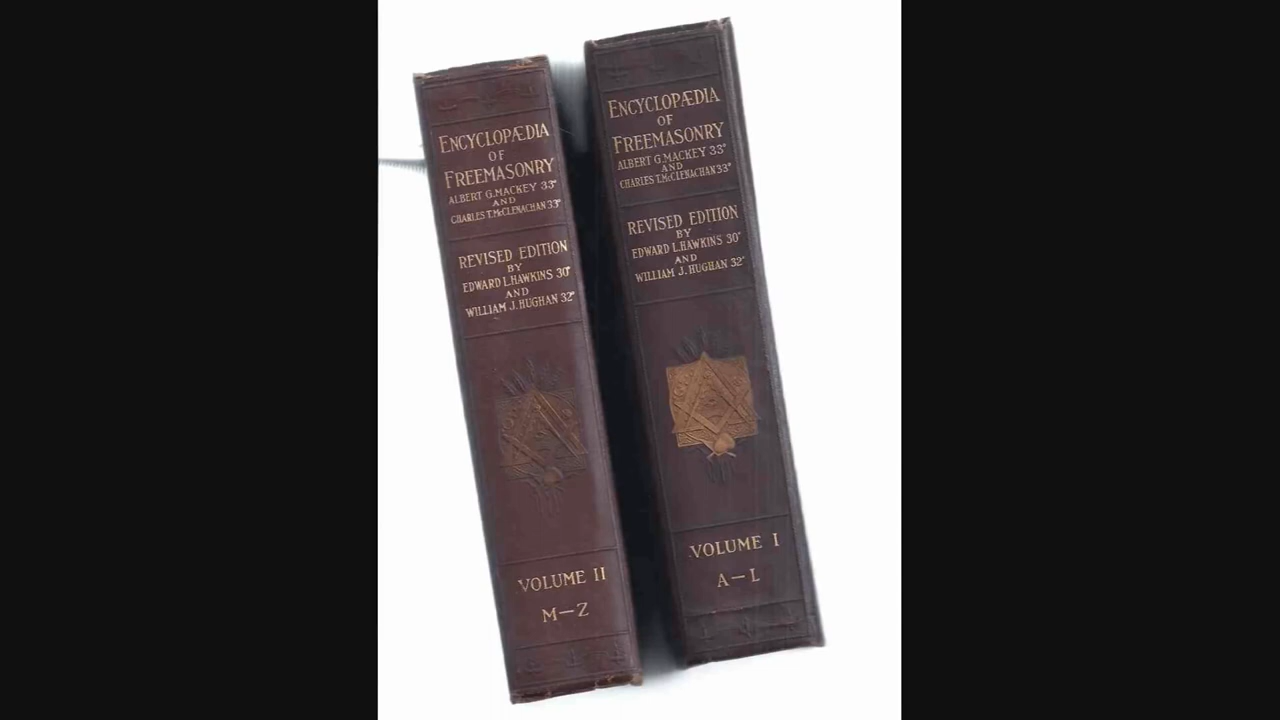 ENCYCLOPÆDIA
OF
FREEMASONRY
ALBERT G. MACKEY 33°
AND
CHARLES T. McCLENACHAN 33°
REVISED EDITION
BY
EDWARD L. HAWKINS 30°
AND
WILLIAM J. HUGHAN 32°
VOLUME II
M–Z
ENCYCLOPÆDIA
OF
FREEMASONRY
ALBERT G. MACKEY 33°
AND
CHARLES T. McCLENACHAN 33°
REVISED EDITION
BY
EDWARD L. HAWKINS 30°
AND
WILLIAM J. HUGHAN 32°
VOLUME I
A–L